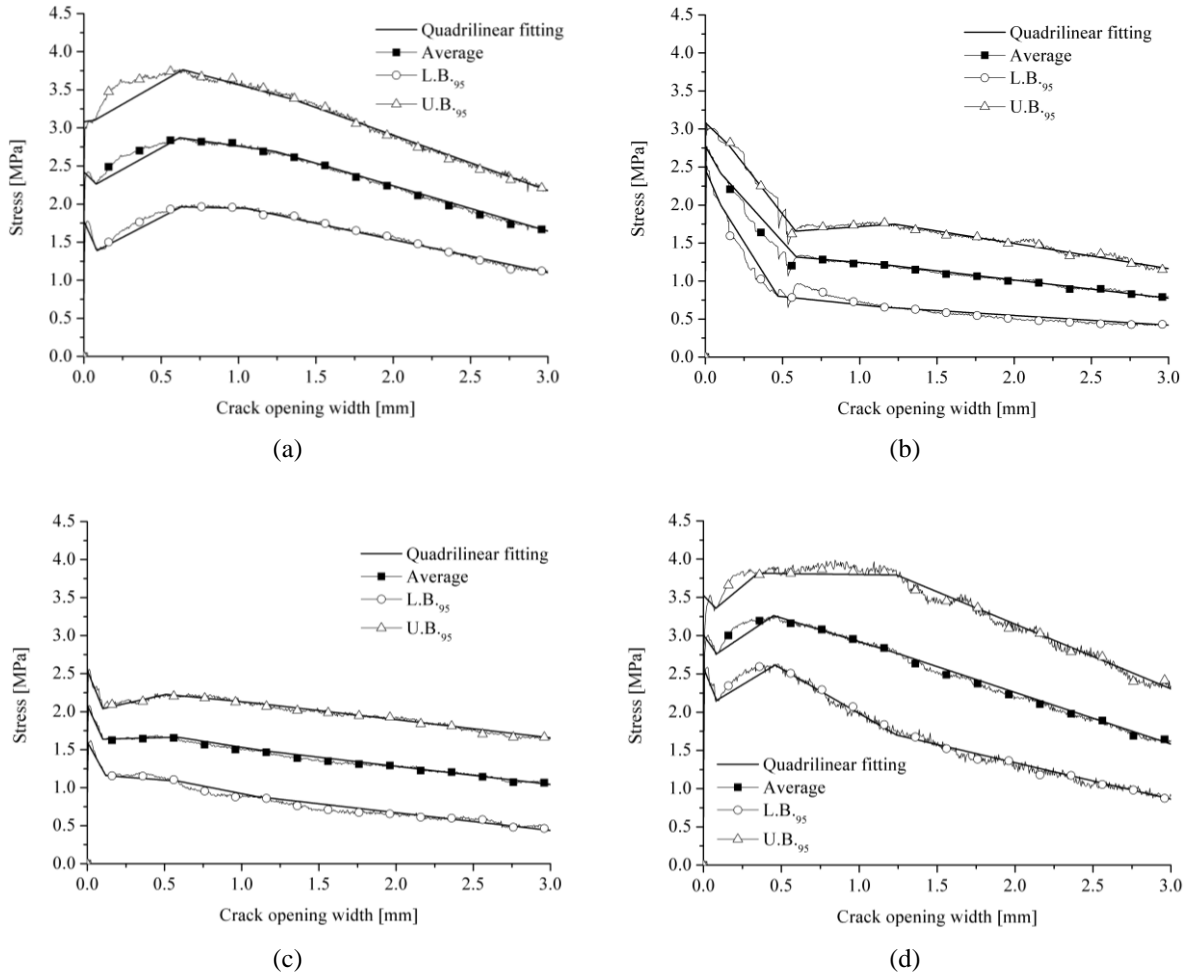 4.5
4.0
3.5
3.0
2.5
2.0
1.5
1.0
0.5
0.0
Stress [MPa]
Quadrilinear fitting
Average
L.B.₉₅
U.B.₉₅
0.0 0.5 1.0 1.5 2.0 2.5 3.0
Crack opening width [mm]
(a)
4.5
4.0
3.5
3.0
2.5
2.0
1.5
1.0
0.5
0.0
Stress [MPa]
Quadrilinear fitting
Average
L.B.₉₅
U.B.₉₅
0.0 0.5 1.0 1.5 2.0 2.5 3.0
Crack opening width [mm]
(b)
4.5
4.0
3.5
3.0
2.5
2.0
1.5
1.0
0.5
0.0
Stress [MPa]
Quadrilinear fitting
Average
L.B.₉₅
U.B.₉₅
0.0 0.5 1.0 1.5 2.0 2.5 3.0
Crack opening width [mm]
(c)
4.5
4.0
3.5
3.0
2.5
2.0
1.5
1.0
0.5
0.0
Stress [MPa]
Quadrilinear fitting
Average
L.B.₉₅
U.B.₉₅
0.0 0.5 1.0 1.5 2.0 2.5 3.0
Crack opening width [mm]
(d)